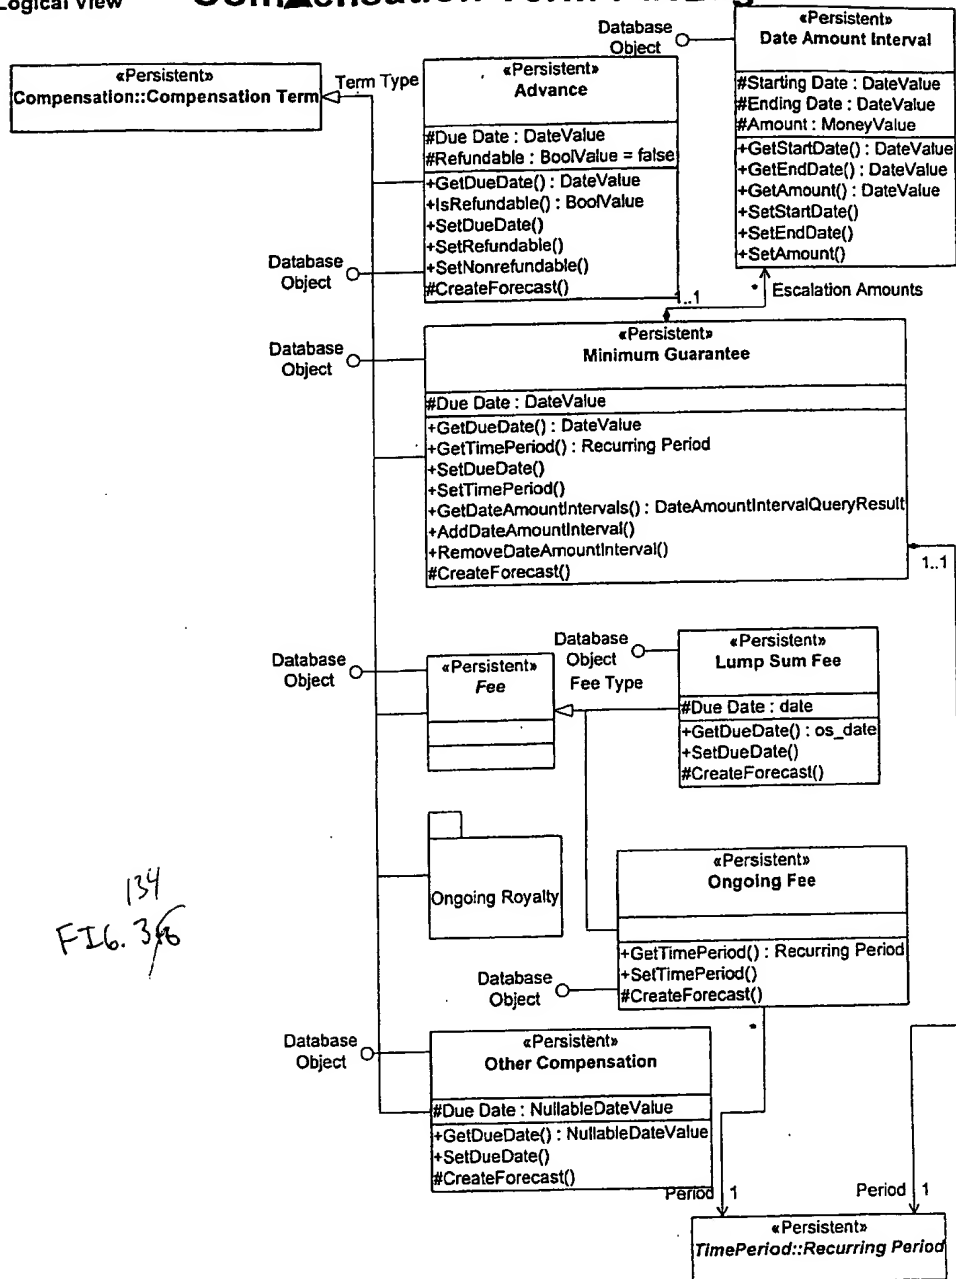 Logical View
«Persistent»
Compensation::Compensation Term
Term Type
«Persistent»
Advance
#Due Date : DateValue
#Refundable : BoolValue = false
+GetDueDate() : DateValue
+IsRefundable() : BoolValue
+SetDueDate()
+SetRefundable()
+SetNonrefundable()
#CreateForecast()
Database
Object
Database
Object
«Persistent»
Date Amount Interval
#Starting Date : DateValue
#Ending Date : DateValue
#Amount : MoneyValue
+GetStartDate() : DateValue
+GetEndDate() : DateValue
+GetAmount() : DateValue
+SetStartDate()
+SetEndDate()
+SetAmount()
1..1
*
Escalation Amounts
Database
Object
«Persistent»
Minimum Guarantee
#Due Date : DateValue
+GetDueDate() : DateValue
+GetTimePeriod() : Recurring Period
+SetDueDate()
+SetTimePeriod()
+GetDateAmountIntervals() : DateAmountIntervalQueryResult
+AddDateAmountInterval()
+RemoveDateAmountInterval()
#CreateForecast()
1..1
Database
Object
«Persistent»
Fee
Database
Object
Fee Type
«Persistent»
Lump Sum Fee
#Due Date : date
+GetDueDate() : os_date
+SetDueDate()
#CreateForecast()
Ongoing Royalty
«Persistent»
Ongoing Fee
+GetTimePeriod() : Recurring Period
+SetTimePeriod()
#CreateForecast()
Database
Object
*
134
FIG.
Database
Object
«Persistent»
Other Compensation
#Due Date : NullableDateValue
+GetDueDate() : NullableDateValue
+SetDueDate()
#CreateForecast()
Period 1
Period 1
«Persistent»
TimePeriod::Recurring Period